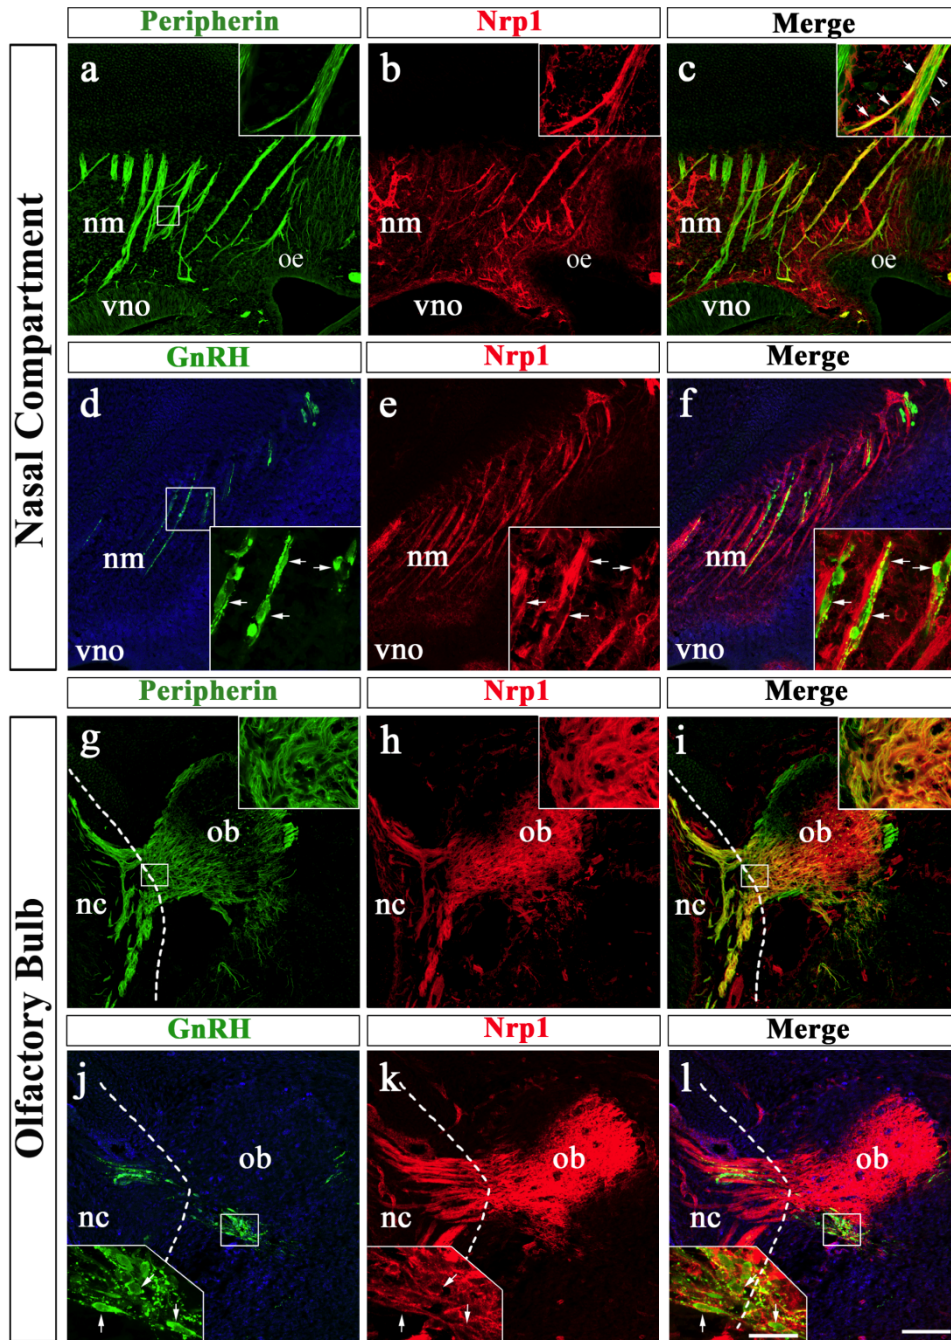 Peripherin Nrp1 Merge
Nasal Compartment
a b c
nm nm nm
oe oe oe
vno vno vno
GnRH Nrp1 Merge
d e f
nm nm nm
vno vno vno
Peripherin Nrp1 Merge
Olfactory Bulb
g h i
ob ob ob
nc nc nc
GnRH Nrp1 Merge
j k l
ob ob ob
nc nc nc